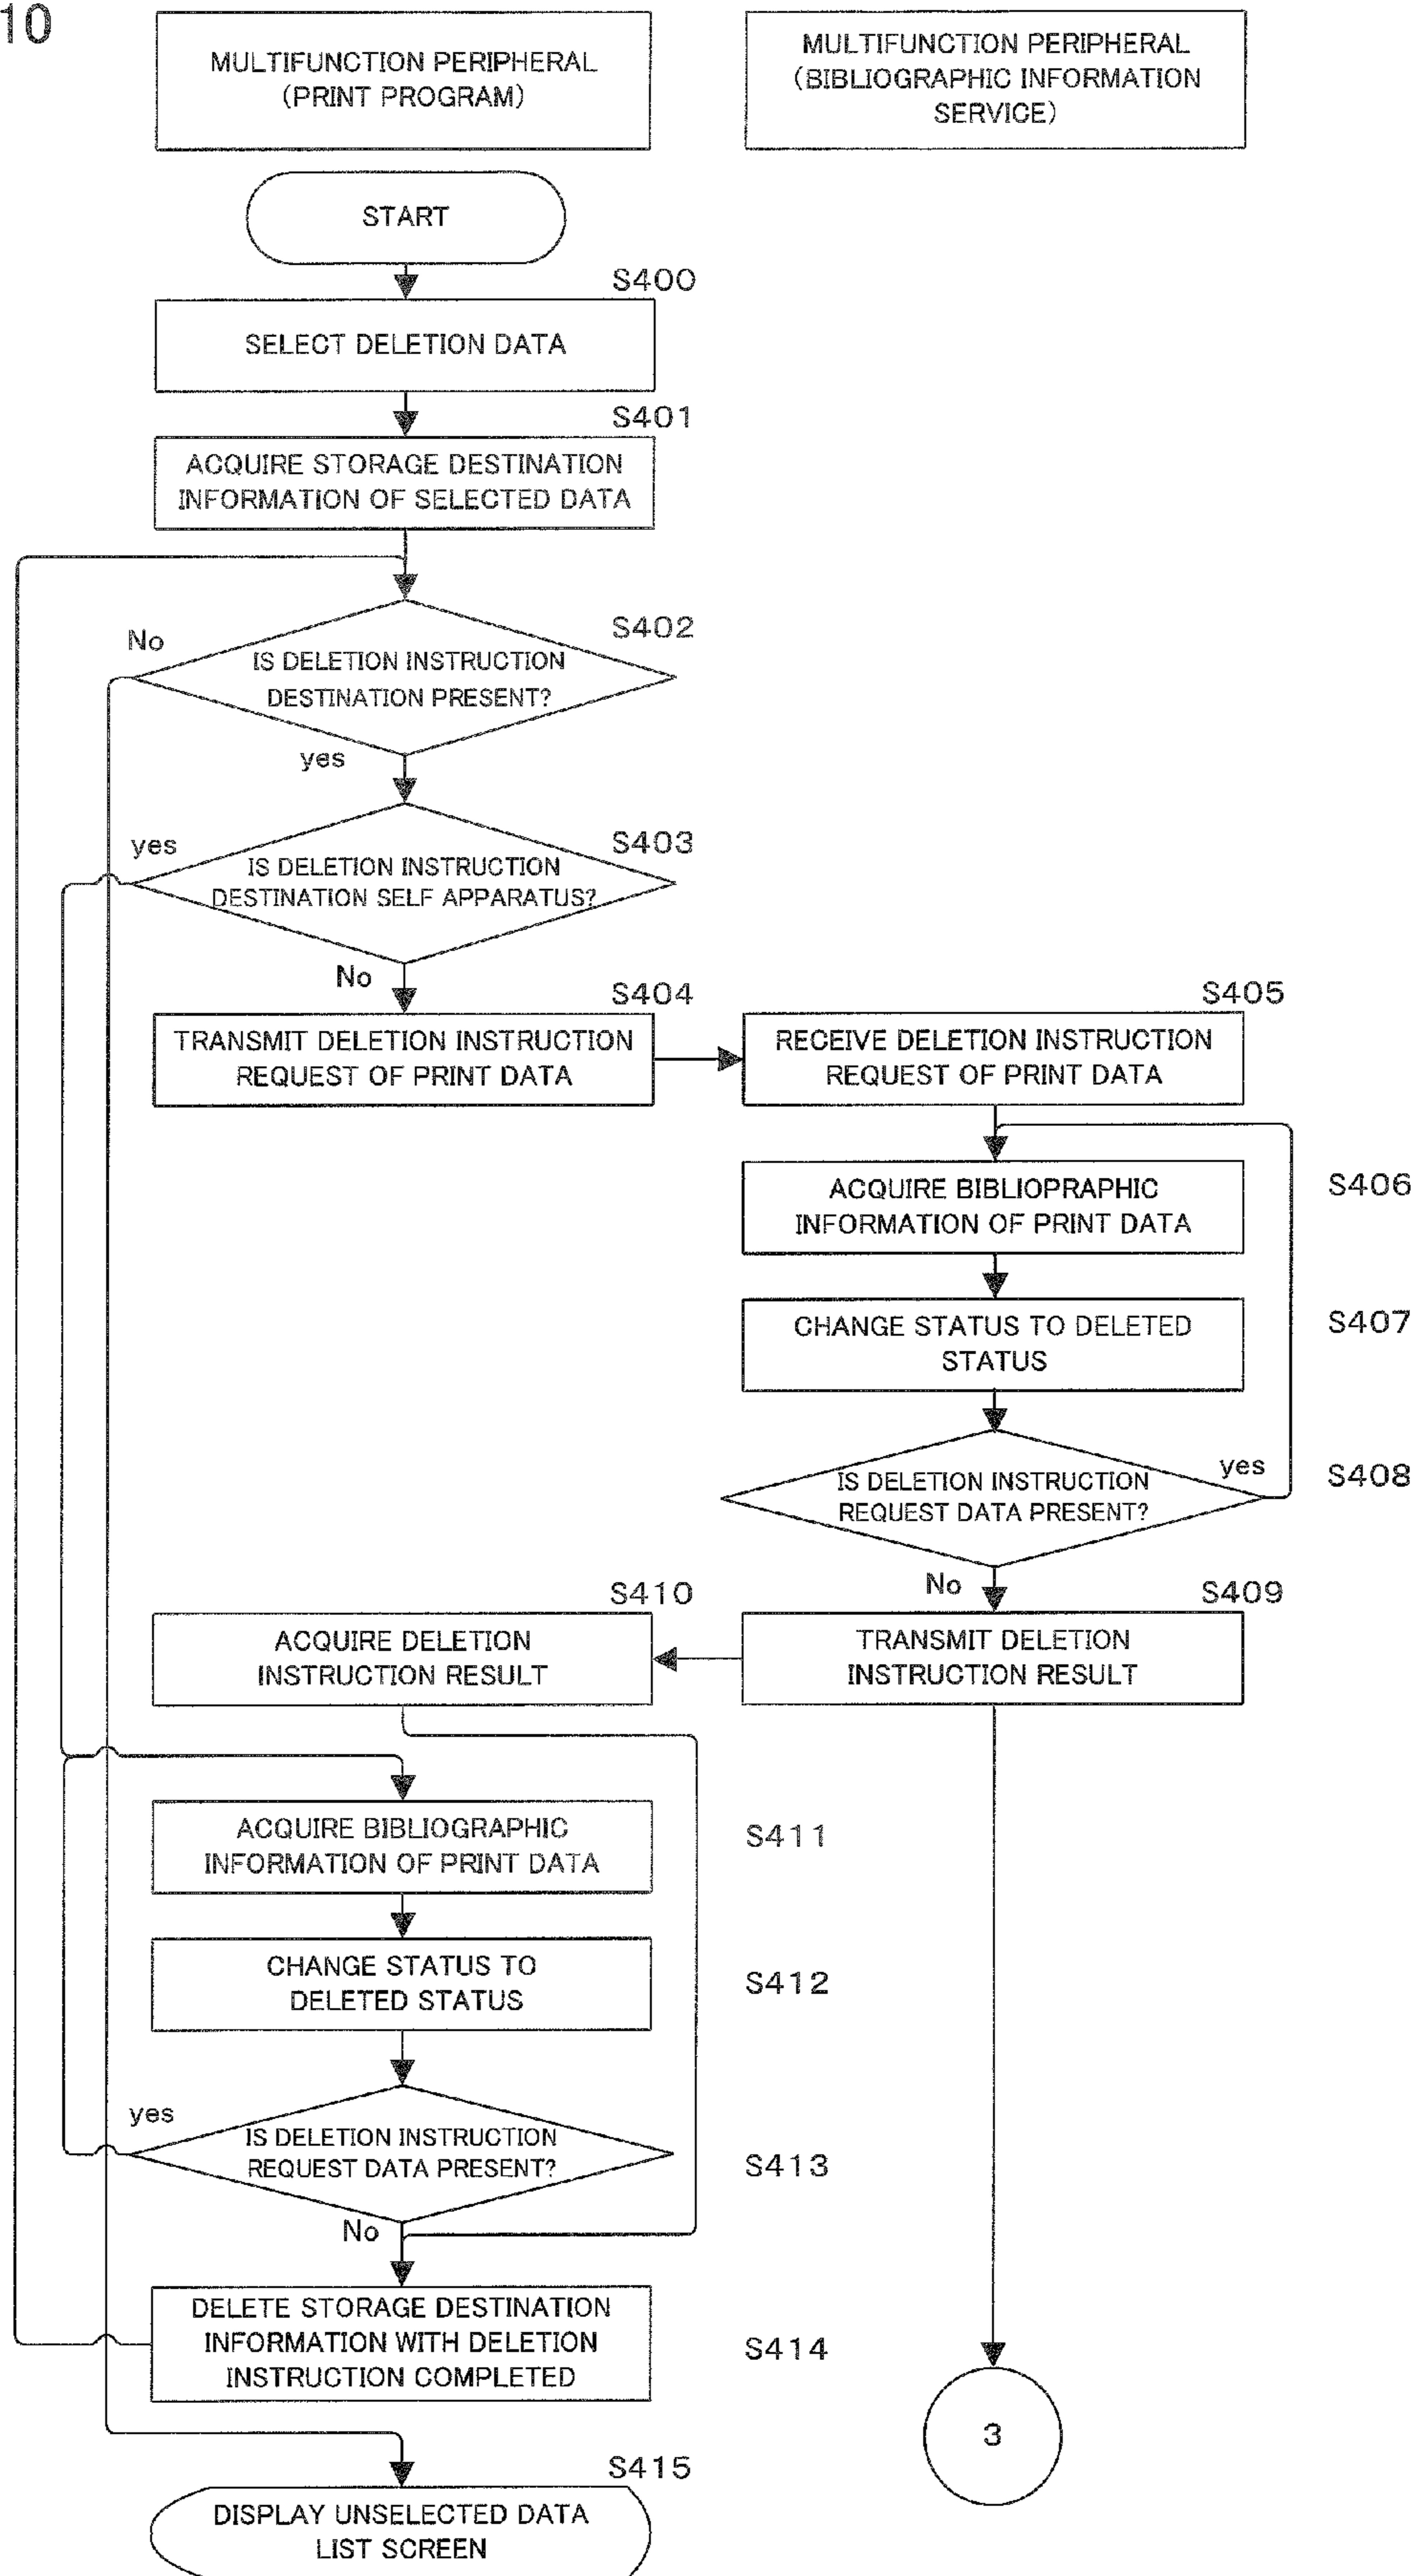 10
MULTIFUNCTION PERIPHERAL
(PRINT PROGRAM)
MULTIFUNCTION PERIPHERAL
(BIBLIOGRAPHIC INFORMATION
SERVICE)
START
S400
SELECT DELETION DATA
S401
ACQUIRE STORAGE DESTINATION
INFORMATION OF SELECTED DATA
S402
No
IS DELETION INSTRUCTION
DESTINATION PRESENT?
yes
S403
yes
IS DELETION INSTRUCTION
DESTINATION SELF APPARATUS?
No
S404
TRANSMIT DELETION INSTRUCTION
REQUEST OF PRINT DATA
S405
RECEIVE DELETION INSTRUCTION
REQUEST OF PRINT DATA
ACQUIRE BIBLIOPRAPHIC
INFORMATION OF PRINT DATA
S406
CHANGE STATUS TO DELETED
STATUS
S407
IS DELETION INSTRUCTION
REQUEST DATA PRESENT?
yes
S408
No
S409
TRANSMIT DELETION
INSTRUCTION RESULT
S410
ACQUIRE DELETION
INSTRUCTION RESULT
ACQUIRE BIBLIOGRAPHIC
INFORMATION OF PRINT DATA
S411
CHANGE STATUS TO
DELETED STATUS
S412
yes
IS DELETION INSTRUCTION
REQUEST DATA PRESENT?
S413
No
DELETE STORAGE DESTINATION
INFORMATION WITH DELETION
INSTRUCTION COMPLETED
S414
3
S415
DISPLAY UNSELECTED DATA
LIST SCREEN